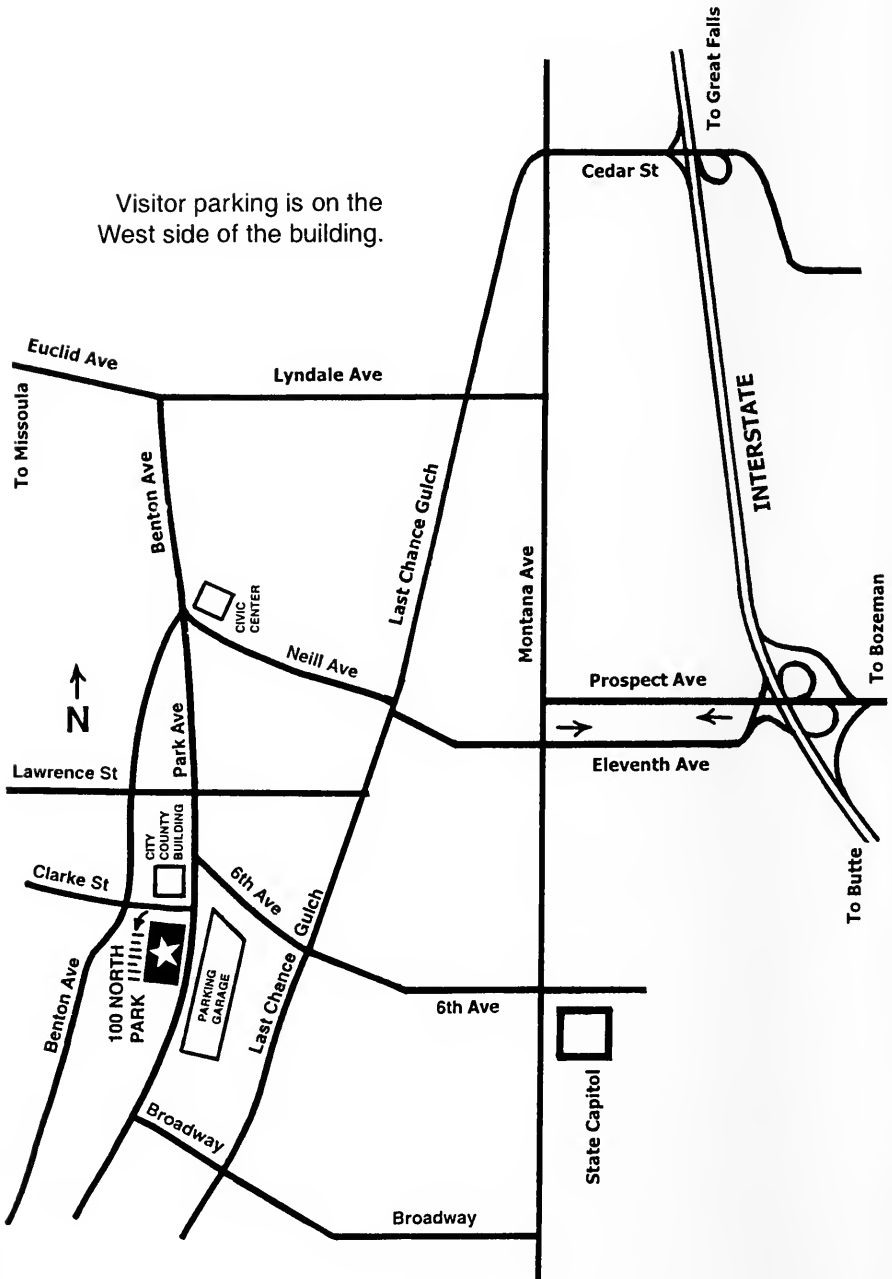 To Great Falls
Cedar St
Visitor parking is on the
West side of the building.
Euclid Ave
To Missoula
Lyndale Ave
Benton Ave
Last Chance Gulch
INTERSTATE
CIVIC
CENTER
Montana Ave
Neill Ave
N
Prospect Ave
To Bozeman
Park Ave
Lawrence St
Eleventh Ave
CITY
COUNTY
BUILDING
Clarke St
6th Ave
To Butte
100 NORTH
PARK
PARKING
GARAGE
Last Chance Gulch
Benton Ave
6th Ave
State Capitol
Broadway
Broadway